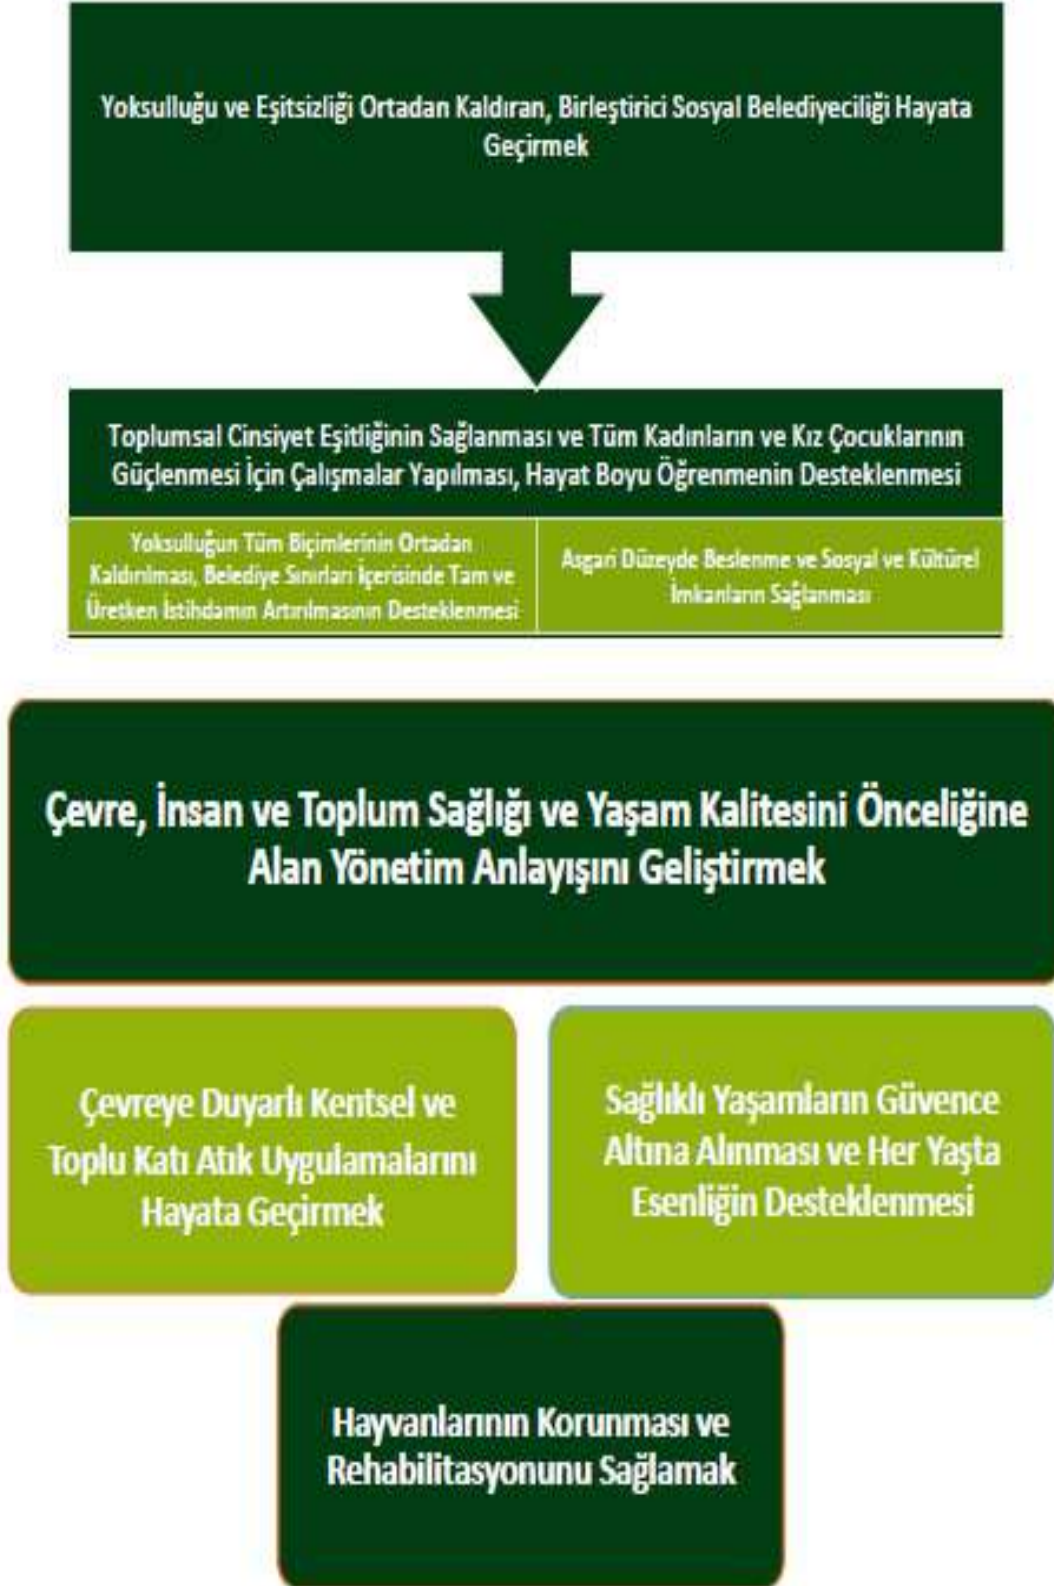 Yoksulluğu ve Eşitsizliği Ortadan Kaldıran, Birleştirici Sosyal Belediyeciliği Hayata
Geçirmek
Toplumsal Cinsiyet Eşitliğinin Sağlanması ve Tüm Kadınların ve Kız Çocuklarının
Güçlenmesi İçin Çalışmalar Yapılması, Hayat Boyu Öğrenmenin Desteklenmesi
Yoksulluğun Tüm Biçimlerinin Ortadan
Kaldırılması, Belediye Sınırları İçerisinde Tam ve
Üretken İstihdamın Artırılmasının Desteklenmesi
Asgari Düzeyde Beslenme ve Sosyal ve Kültürel
İmkanların Sağlanması
Çevre, İnsan ve Toplum Sağlığı ve Yaşam Kalitesini Önceliğine
Alan Yönetim Anlayışını Geliştirmek
Çevreye Duyarlı Kentsel ve
Toplu Katı Atık Uygulamalarını
Hayata Geçirmek
Sağlıklı Yaşamların Güvence
Altına Alınması ve Her Yaşta
Esenliğin Desteklenmesi
Hayvanlarının Korunması ve
Rehabilitasyonunu Sağlamak